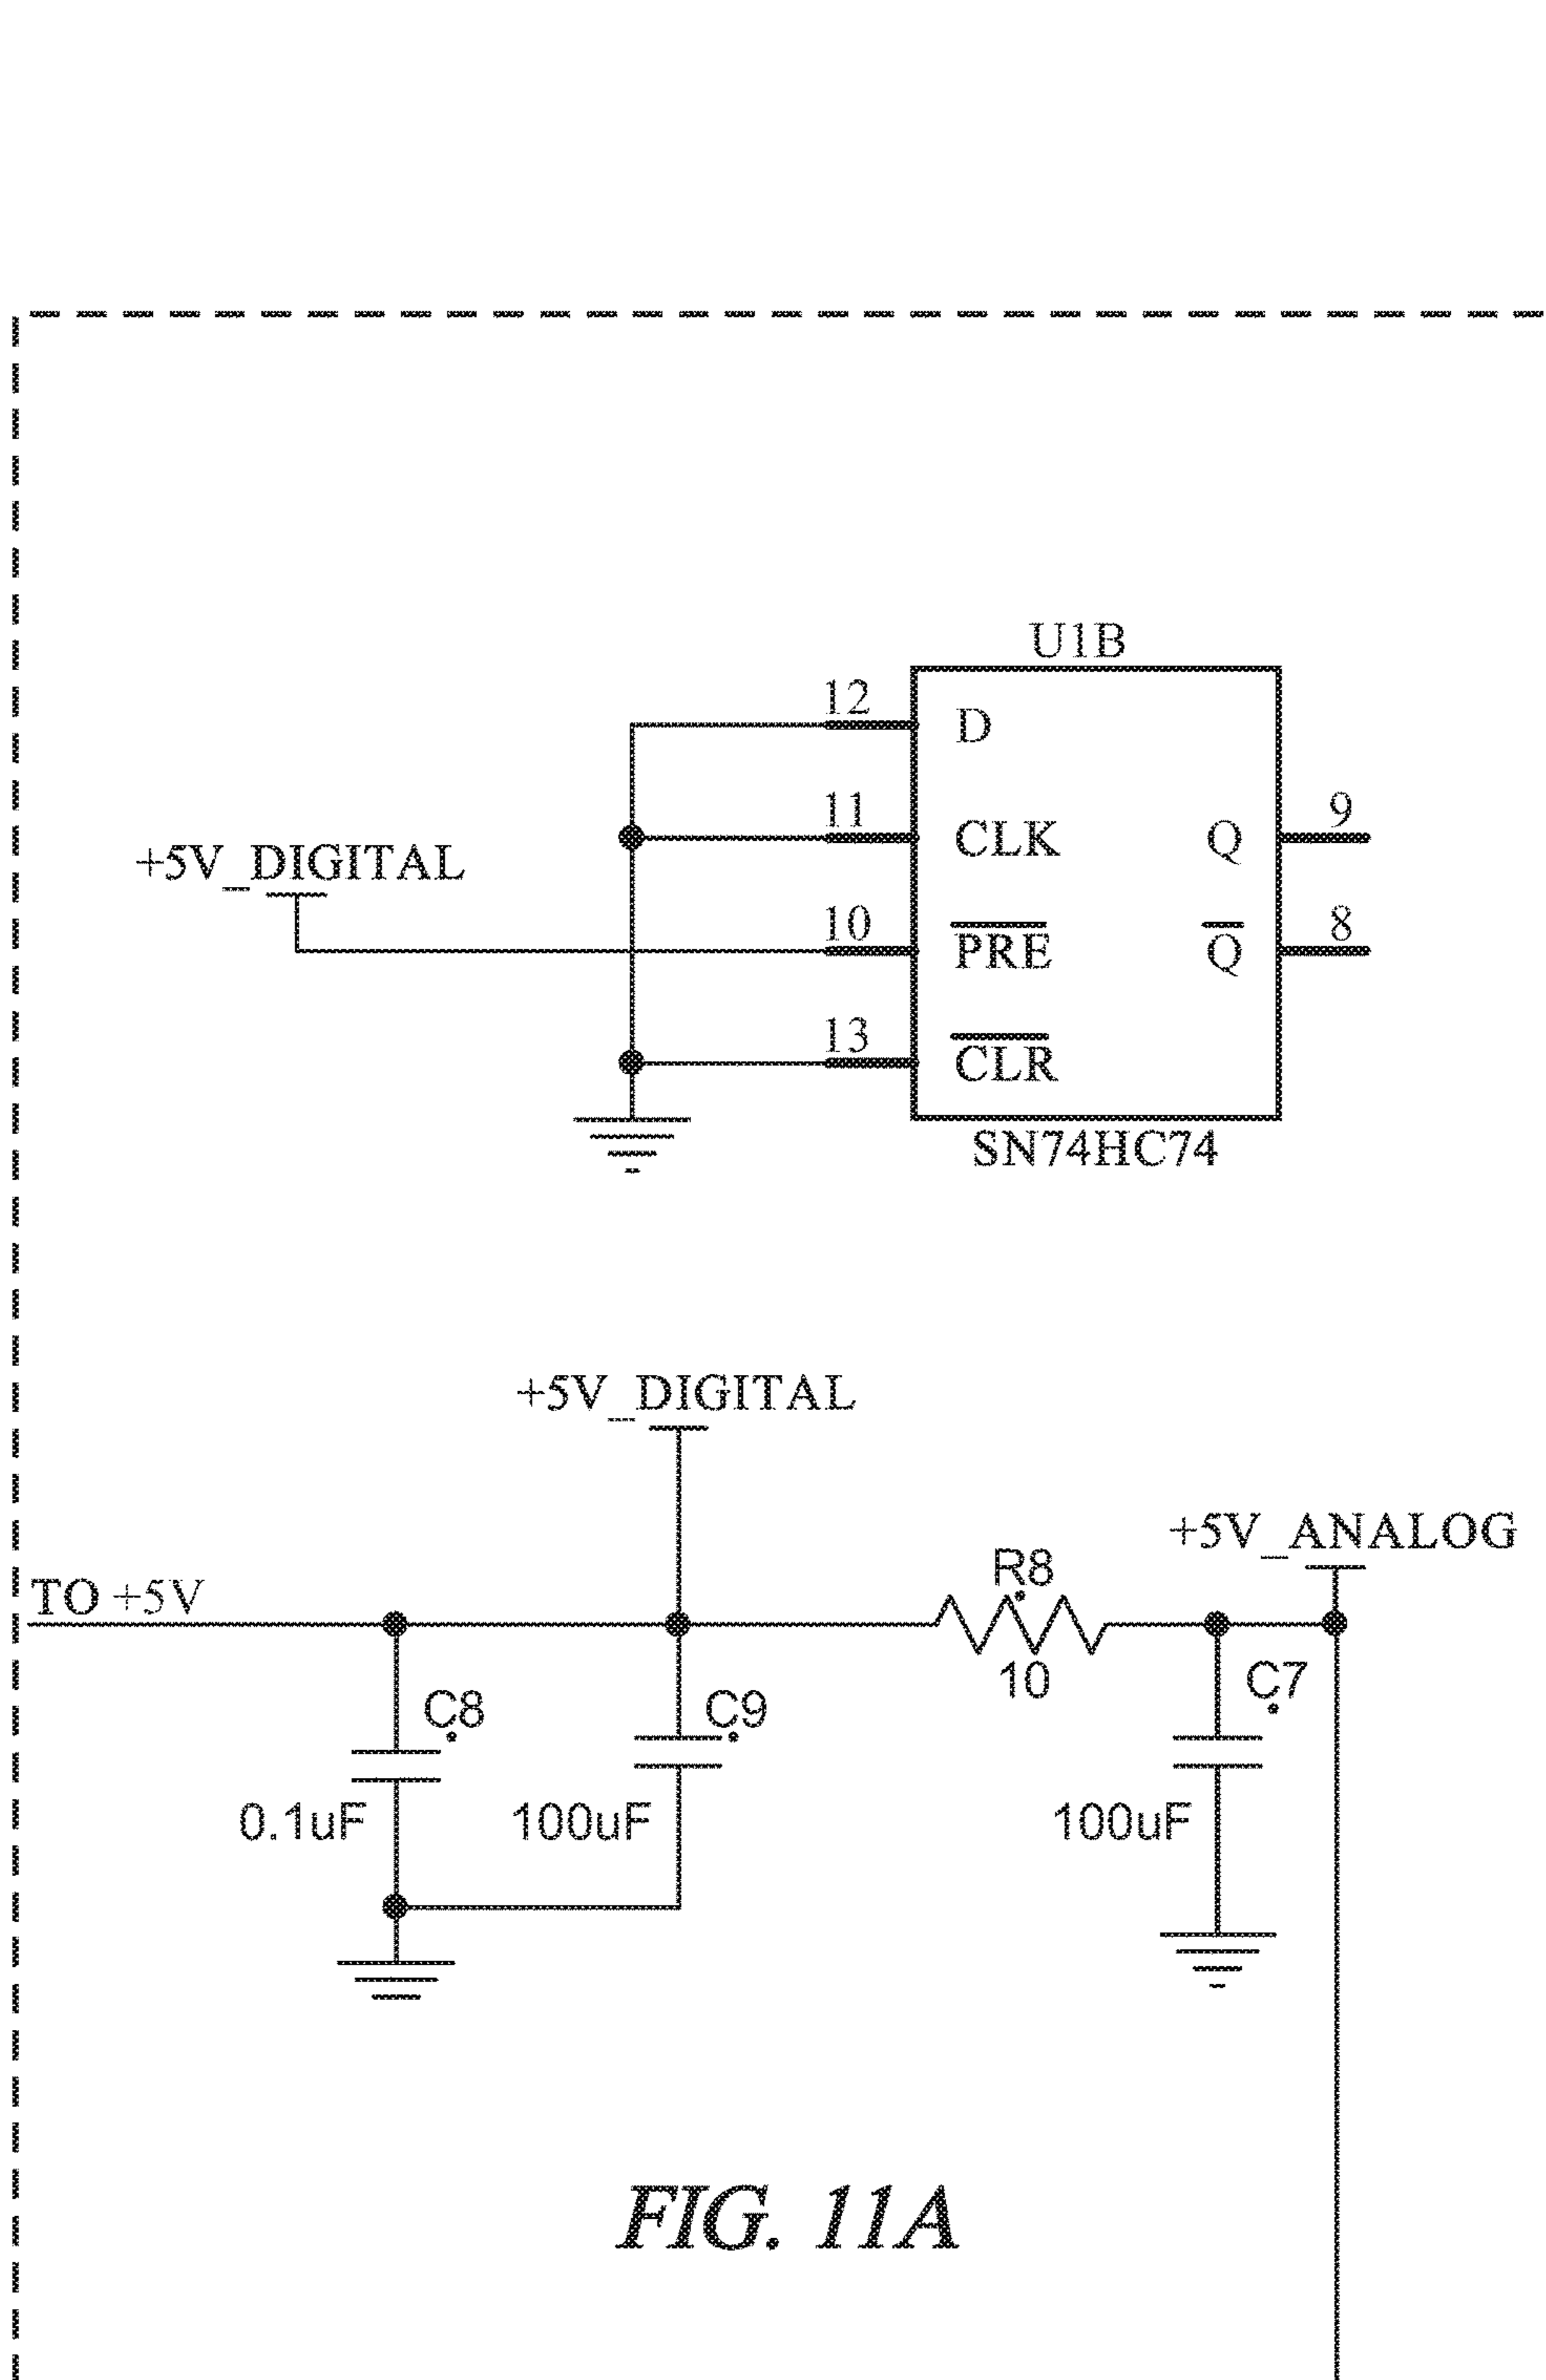 U1B
12
D
11
CLK
Q
9
+5V_DIGITAL
10
PRE
Q
8
13
CLR
SN74HC74
+5V_DIGITAL
+5V_ANALOG
R8
TO +5V
10
C8
C9
C7
0.1uF
100uF
100uF
FIG. 11A